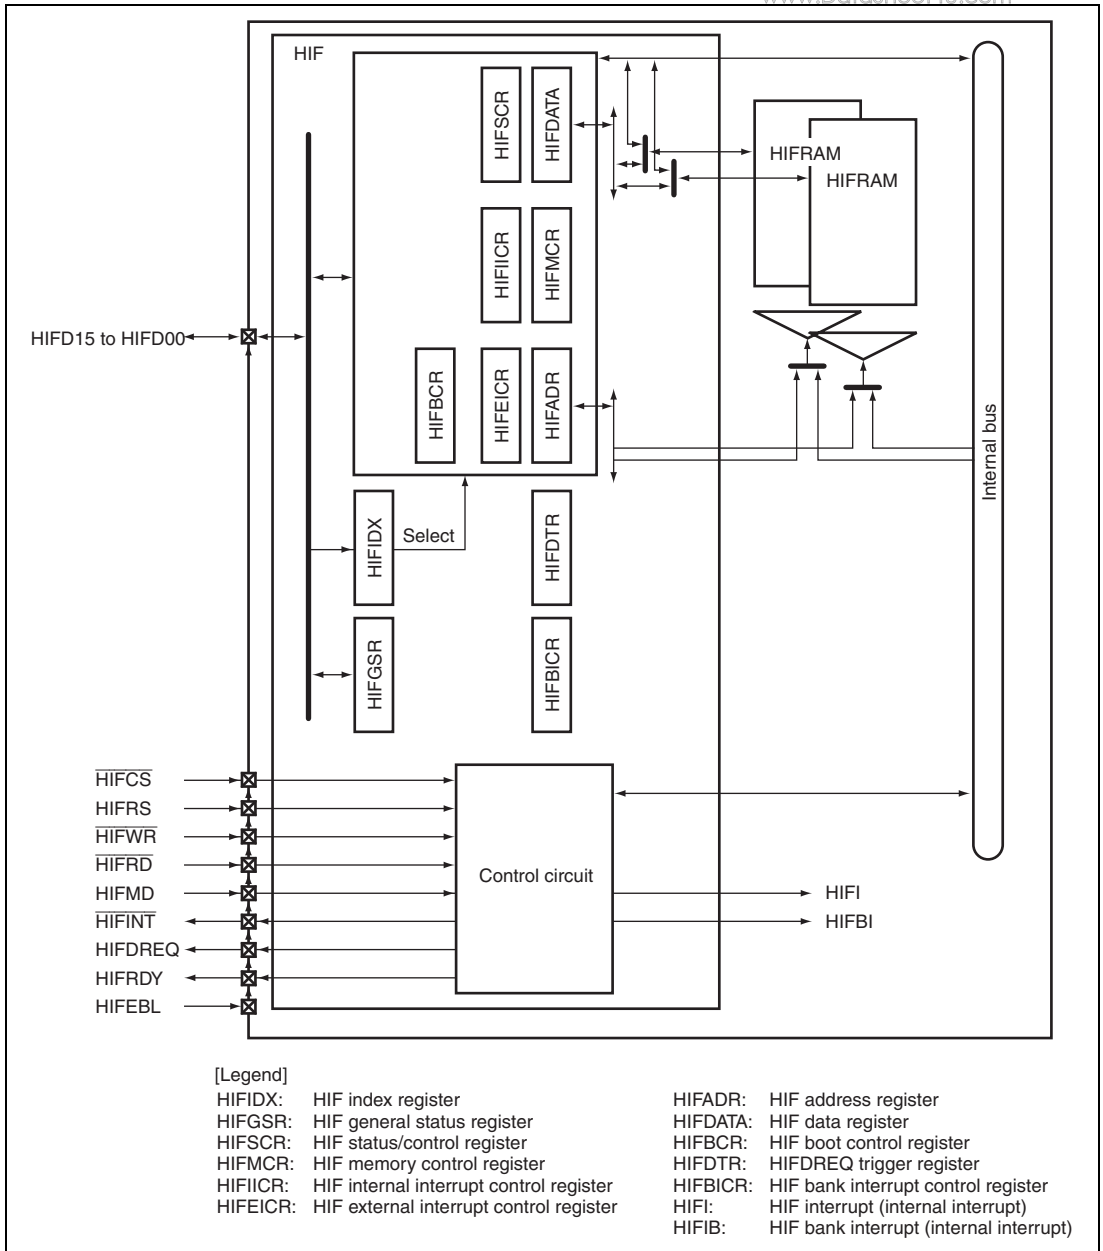 HIF
HIFSCR
HIFDATA
HIFRAM
HIFRAM
HIFIICR
HIFMCR
HIFD15 to HIFD00
HIFBCR
HIFEICR
HIFADR
Internal bus
HIFIDX
Select
HIFDTR
HIFGSR
HIFBICR
HIFCS
HIFRS
HIFWR
HIFRD
HIFMD
HIFINT
HIFDREQ
HIFRDY
HIFEBL
Control circuit
HIFI
HIFBI
[Legend]
HIFIDX: HIF index register
HIFGSR: HIF general status register
HIFSCR: HIF status/control register
HIFMCR: HIF memory control register
HIFIICR: HIF internal interrupt control register
HIFEICR: HIF external interrupt control register
HIFADR: HIF address register
HIFDATA: HIF data register
HIFBCR: HIF boot control register
HIFDTR: HIFDREQ trigger register
HIFBICR: HIF bank interrupt control register
HIFI: HIF interrupt (internal interrupt)
HIFIB: HIF bank interrupt (internal interrupt)